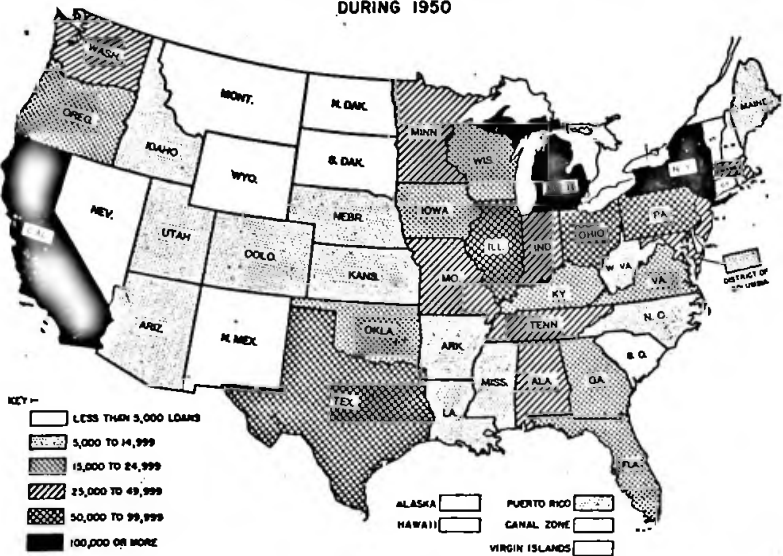 DURING 1950
WASH.
OREG.
IDAHO
MONT.
N. DAK.
S. DAK.
WYO.
NEV.
UTAH
COLO.
ARIZ.
N. MEX.
NEBR.
KANS.
OKLA.
TEX.
MINN
IOWA
MO.
ARK.
LA.
WIS.
ILL.
IND
OHIO
KY
TENN
MISS.
ALA
GA.
FLA.
S. C.
N. C.
VA.
W. VA.
PA
N.Y.
MAINE
CAL.
DISTRICT OF
COLUMBIA
KEY :-
LESS THAN 5,000 LOANS
5,000 TO 14,999
15,000 TO 24,999
25,000 TO 49,999
50,000 TO 99,999
100,000 OR MORE
ALASKA
HAWAII
PUERTO RICO
CANAL ZONE
VIRGIN ISLANDS